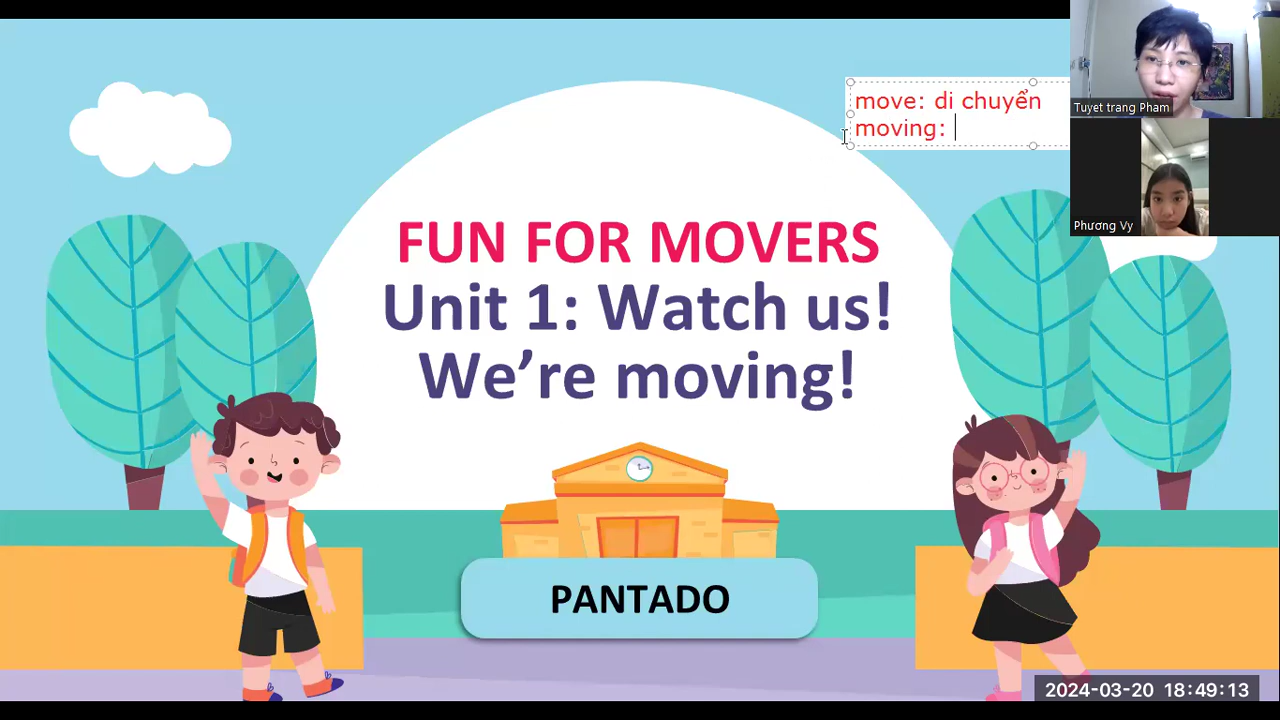 move: di chuyển
moving:
Tuyet trang Pham
Phương Vy
FUN FOR MOVERS
Unit 1: Watch us!
We’re moving!
PANTADO
2024-03-20 18:49:13